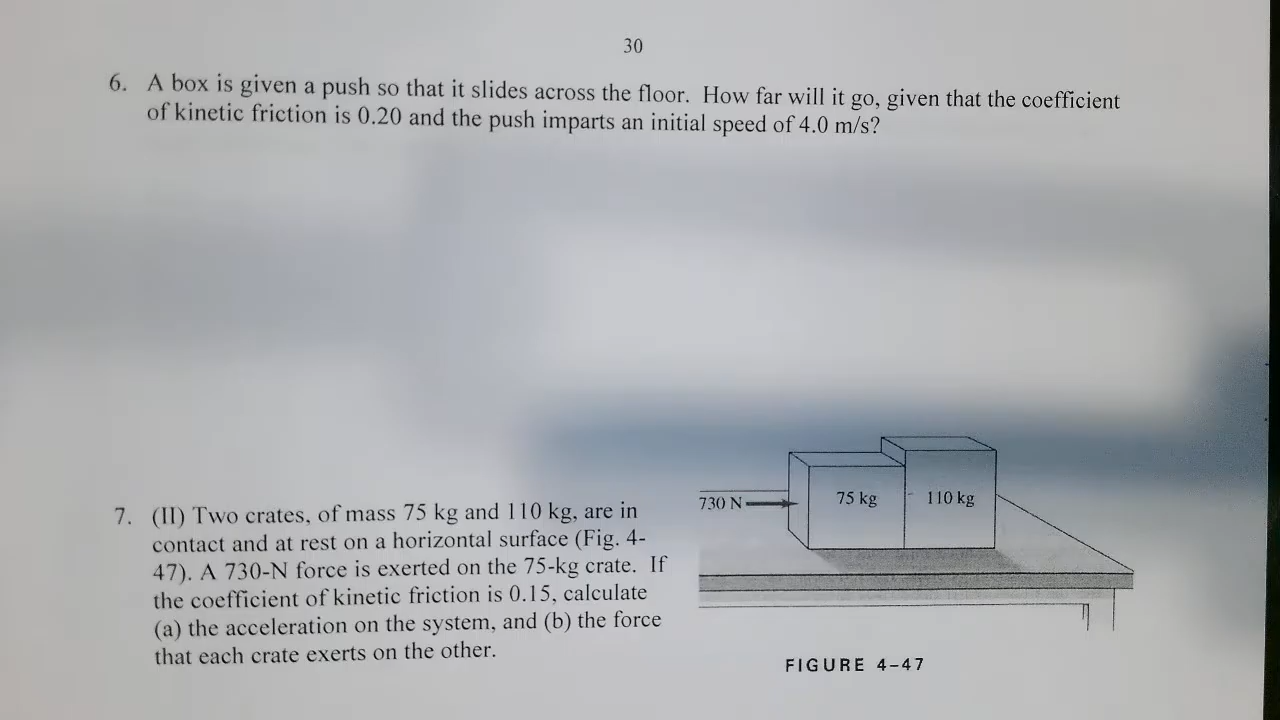 30
6. A box is given a push so that it slides across the floor. How far will it go, given that the coefficient
of kinetic friction is 0.20 and the push imparts an initial speed of 4.0 m/s?
7. (II) Two crates, of mass 75 kg and 110 kg, are in
contact and at rest on a horizontal surface (Fig. 4-
47). A 730-N force is exerted on the 75-kg crate. If
the coefficient of kinetic friction is 0.15, calculate
(a) the acceleration on the system, and (b) the force
that each crate exerts on the other.
730 N
75 kg
110 kg
FIGURE 4-47